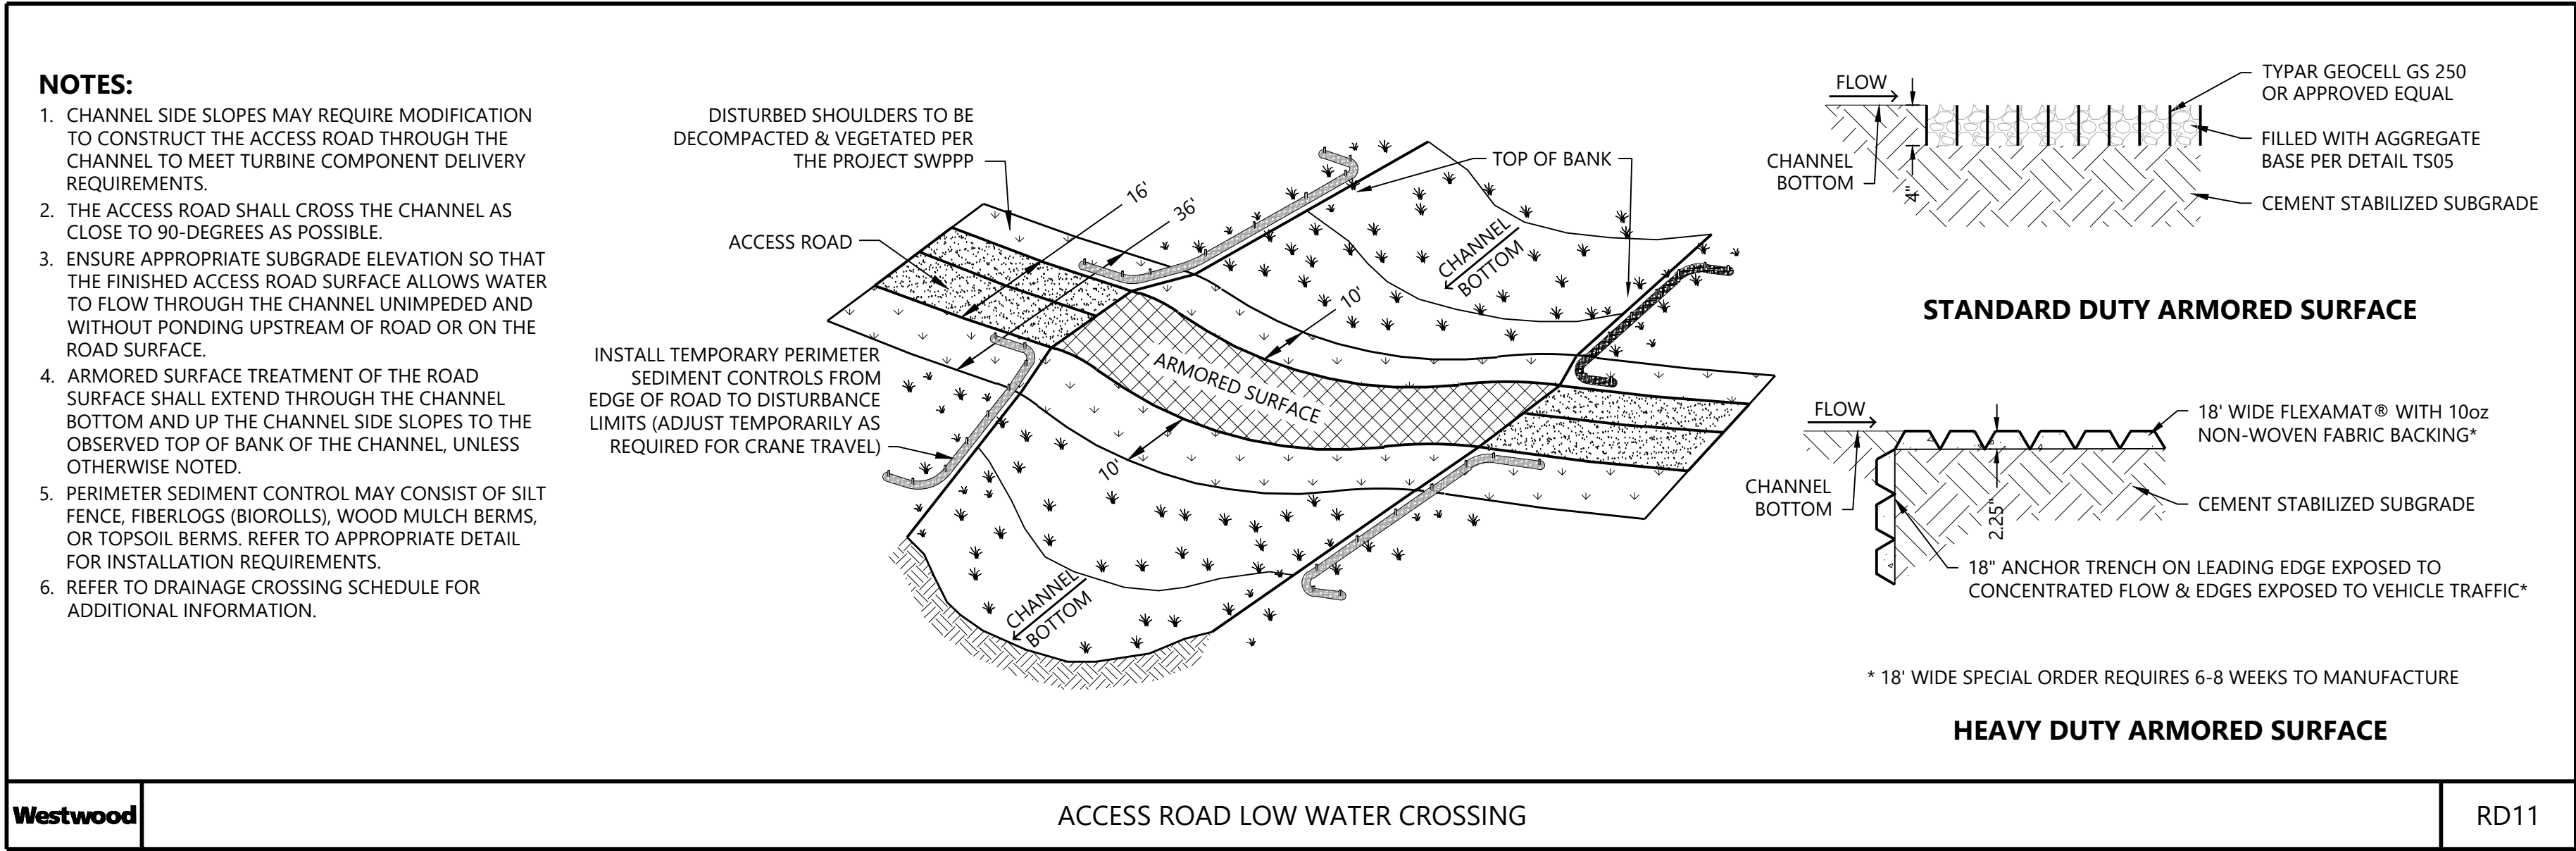 NOTES:
1. CHANNEL SIDE SLOPES MAY REQUIRE MODIFICATION
TO CONSTRUCT THE ACCESS ROAD THROUGH THE
CHANNEL TO MEET TURBINE COMPONENT DELIVERY
REQUIREMENTS.
2. THE ACCESS ROAD SHALL CROSS THE CHANNEL AS
CLOSE TO 90-DEGREES AS POSSIBLE.
3. ENSURE APPROPRIATE SUBGRADE ELEVATION SO THAT
THE FINISHED ACCESS ROAD SURFACE ALLOWS WATER
TO FLOW THROUGH THE CHANNEL UNIMPEDED AND
WITHOUT PONDING UPSTREAM OF ROAD OR ON THE
ROAD SURFACE.
4. ARMORED SURFACE TREATMENT OF THE ROAD
SURFACE SHALL EXTEND THROUGH THE CHANNEL
BOTTOM AND UP THE CHANNEL SIDE SLOPES TO THE
OBSERVED TOP OF BANK OF THE CHANNEL, UNLESS
OTHERWISE NOTED.
5. PERIMETER SEDIMENT CONTROL MAY CONSIST OF SILT
FENCE, FIBERLOGS (BIOROLLS), WOOD MULCH BERMS,
OR TOPSOIL BERMS. REFER TO APPROPRIATE DETAIL
FOR INSTALLATION REQUIREMENTS.
6. REFER TO DRAINAGE CROSSING SCHEDULE FOR
ADDITIONAL INFORMATION.
DISTURBED SHOULDERS TO BE
DECOMPACTED & VEGETATED PER
THE PROJECT SWPPP
ACCESS ROAD
INSTALL TEMPORARY PERIMETER
SEDIMENT CONTROLS FROM
EDGE OF ROAD TO DISTURBANCE
LIMITS (ADJUST TEMPORARILY AS
REQUIRED FOR CRANE TRAVEL)
16'
36'
TOP OF BANK
CHANNEL
BOTTOM
10'
ARMORED SURFACE
10'
CHANNEL
BOTTOM
FLOW
CHANNEL
BOTTOM
4"
TYPAR GEOCELL GS 250
OR APPROVED EQUAL
FILLED WITH AGGREGATE
BASE PER DETAIL TS05
CEMENT STABILIZED SUBGRADE
STANDARD DUTY ARMORED SURFACE
FLOW
CHANNEL
BOTTOM
2.25"
18' WIDE FLEXAMAT® WITH 10oz
NON-WOVEN FABRIC BACKING*
CEMENT STABILIZED SUBGRADE
18" ANCHOR TRENCH ON LEADING EDGE EXPOSED TO
CONCENTRATED FLOW & EDGES EXPOSED TO VEHICLE TRAFFIC*
* 18' WIDE SPECIAL ORDER REQUIRES 6-8 WEEKS TO MANUFACTURE
HEAVY DUTY ARMORED SURFACE
Westwood
ACCESS ROAD LOW WATER CROSSING
RD11